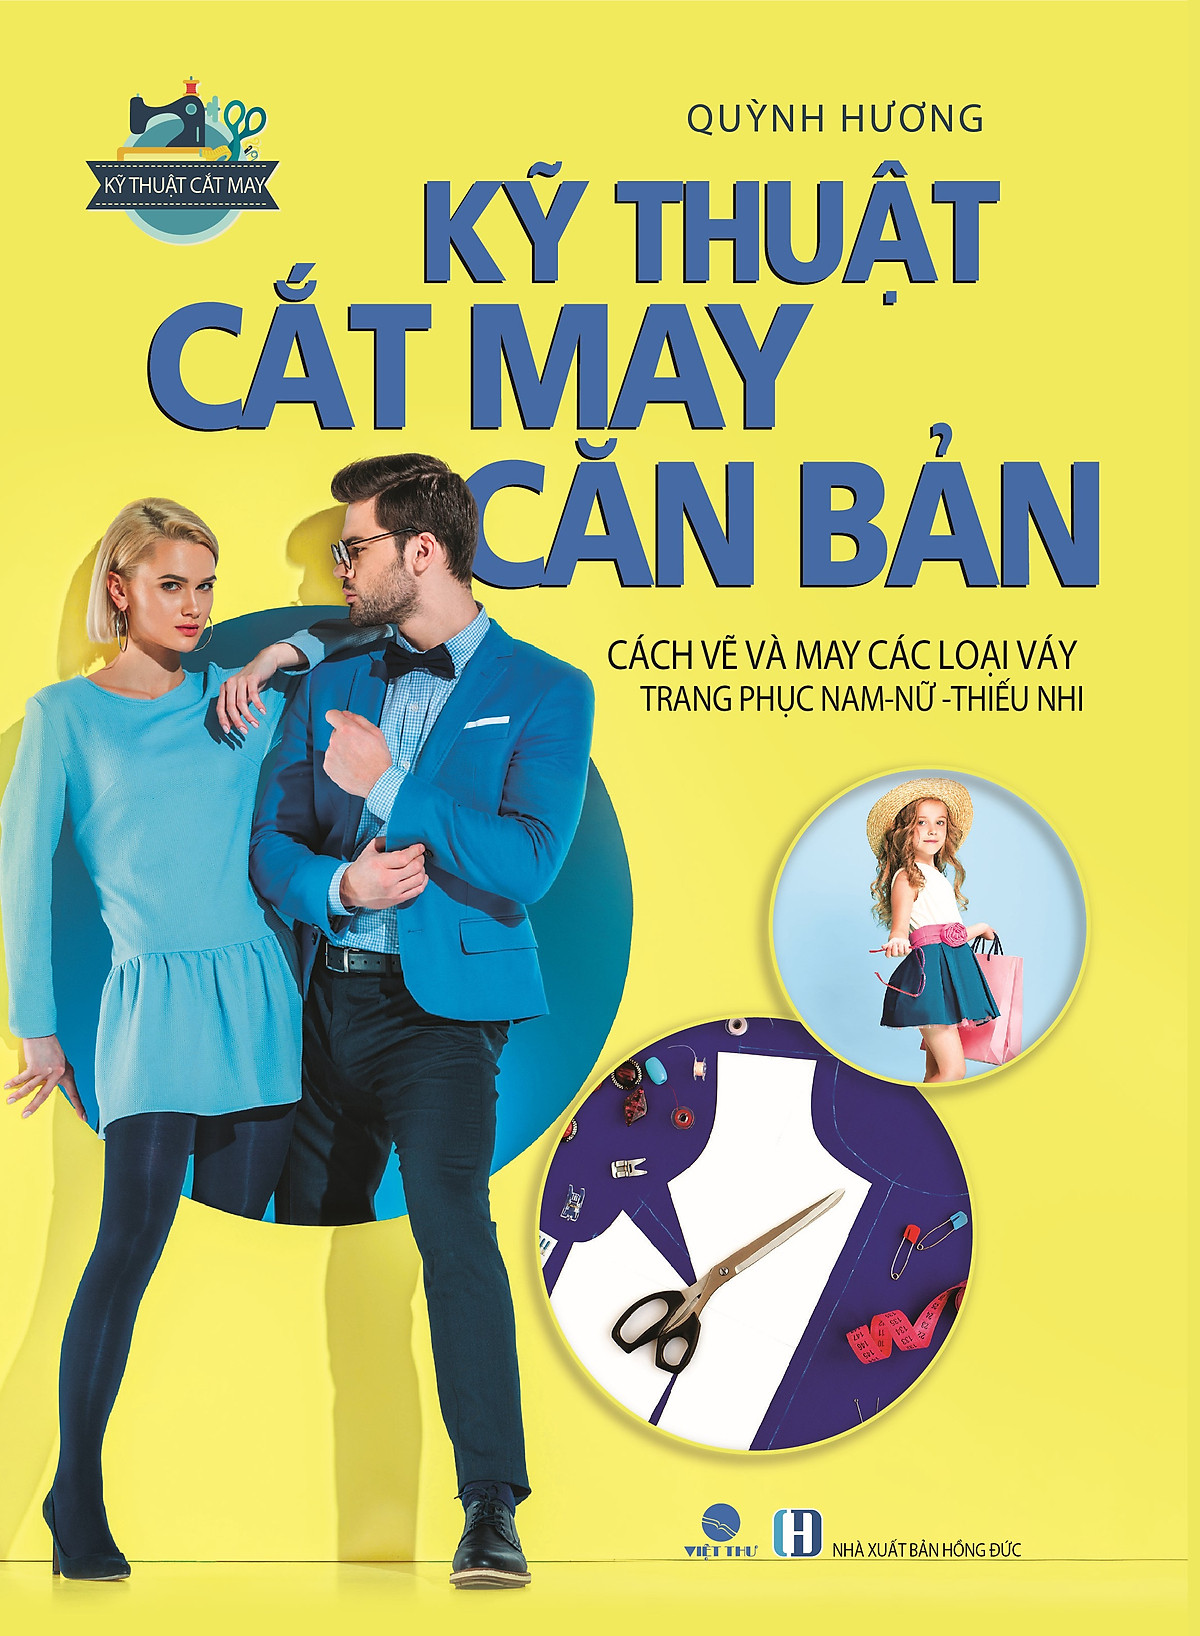 QUỲNH HƯƠNG
KỸ THUẬT CẮT MAY
KỸ THUẬT
CẮT MAY
CĂN BẢN
CÁCH VẼ VÀ MAY CÁC LOẠI VÁY
TRANG PHỤC NAM-NỮ -THIẾU NHI
VIỆT THƯ
NHÀ XUẤT BẢN HỒNG ĐỨC